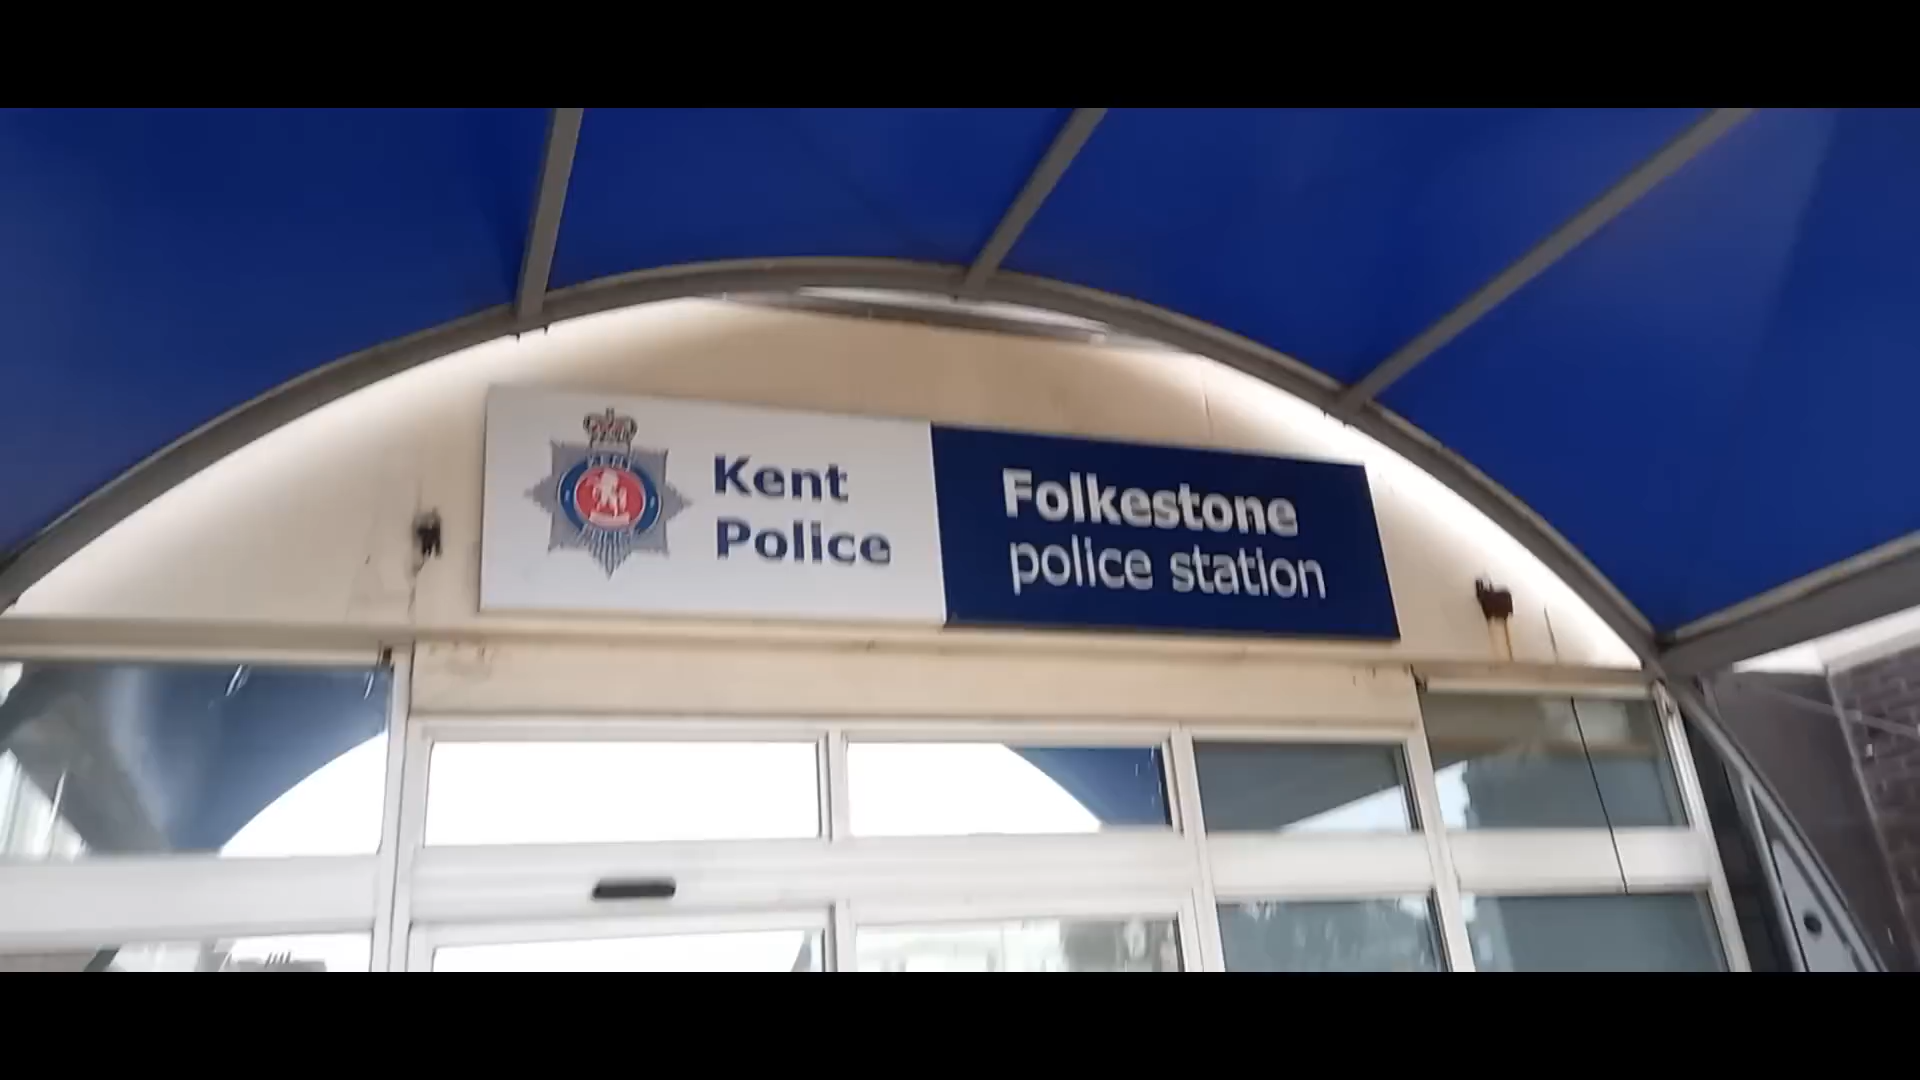 Kent
Police
Folkestone
police station